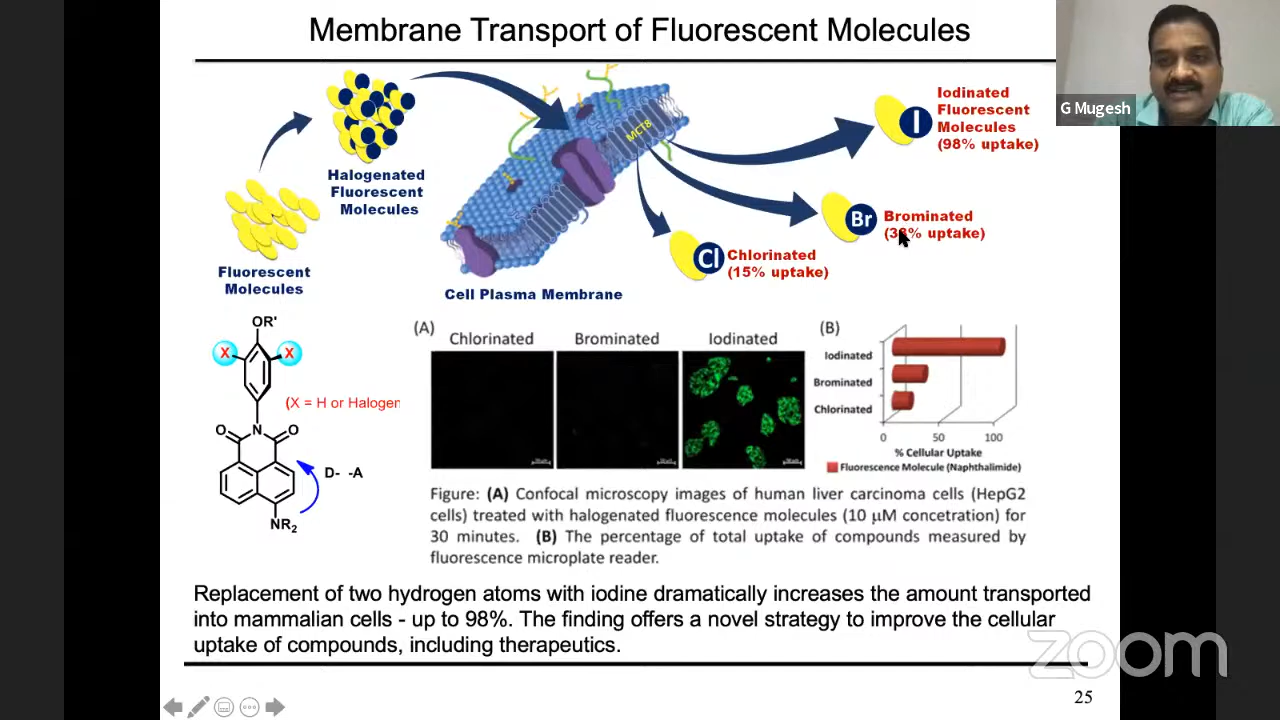 Membrane Transport of Fluorescent Molecules
G Mugesh
Iodinated
Fluorescent
Molecules
(98% uptake)
MCT8
I
Halogenated
Fluorescent
Molecules
Br
Brominated
% uptake)
Cl
Chlorinated
(15% uptake)
Fluorescent
Molecules
Cell Plasma Membrane
OR'
X
X
(X = H or Halogen
O
N
O
D- -A
NR2
(A)
Chlorinated
Brominated
Iodinated
(B)
Iodinated
Brominated
Chlorinated
0
50
100
% Cellular Uptake
Fluorescence Molecule (Naphthalimide)
Figure: (A) Confocal microscopy images of human liver carcinoma cells (HepG2
cells) treated with halogenated fluorescence molecules (10 µM concetration) for
30 minutes. (B) The percentage of total uptake of compounds measured by
fluorescence microplate reader.
Replacement of two hydrogen atoms with iodine dramatically increases the amount transported
into mammalian cells - up to 98%. The finding offers a novel strategy to improve the cellular
uptake of compounds, including therapeutics.
zoom
25